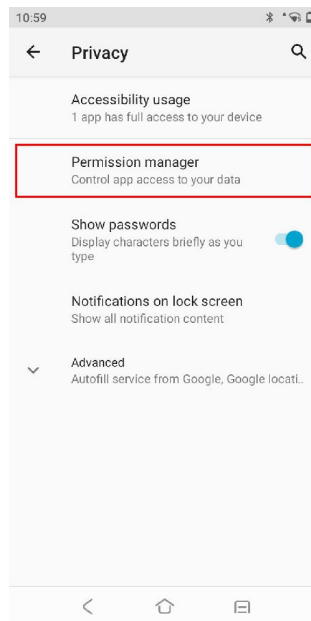 10:59
Privacy
Accessibility usage
1 app has full access to your device
Permission manager
Control app access to your data
Show passwords
Display characters briefly as you
type
Notifications on lock screen
Show all notification content
Advanced
Autofill service from Google, Google locati..